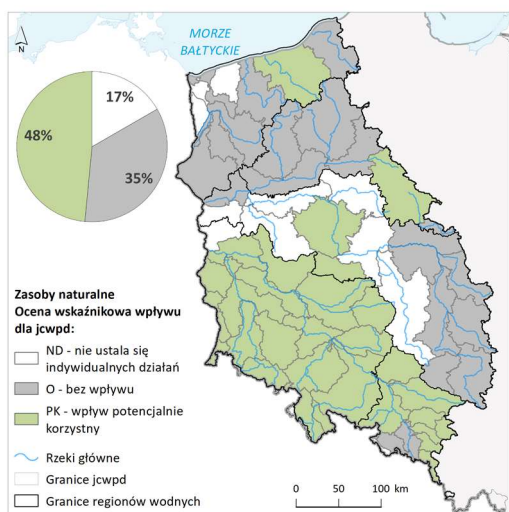 N
MORZE
BAŁTYCKIE
17%
48%
35%
Zasoby naturalne
Ocena wskaźnikowa wpływu
dla jcwpd:
ND - nie ustala się
indywidualnych działań
O - bez wpływu
PK - wpływ potencjalnie
korzystny
Rzeki główne
Granice jcwpd
Granice regionów wodnych
0 50 100 km